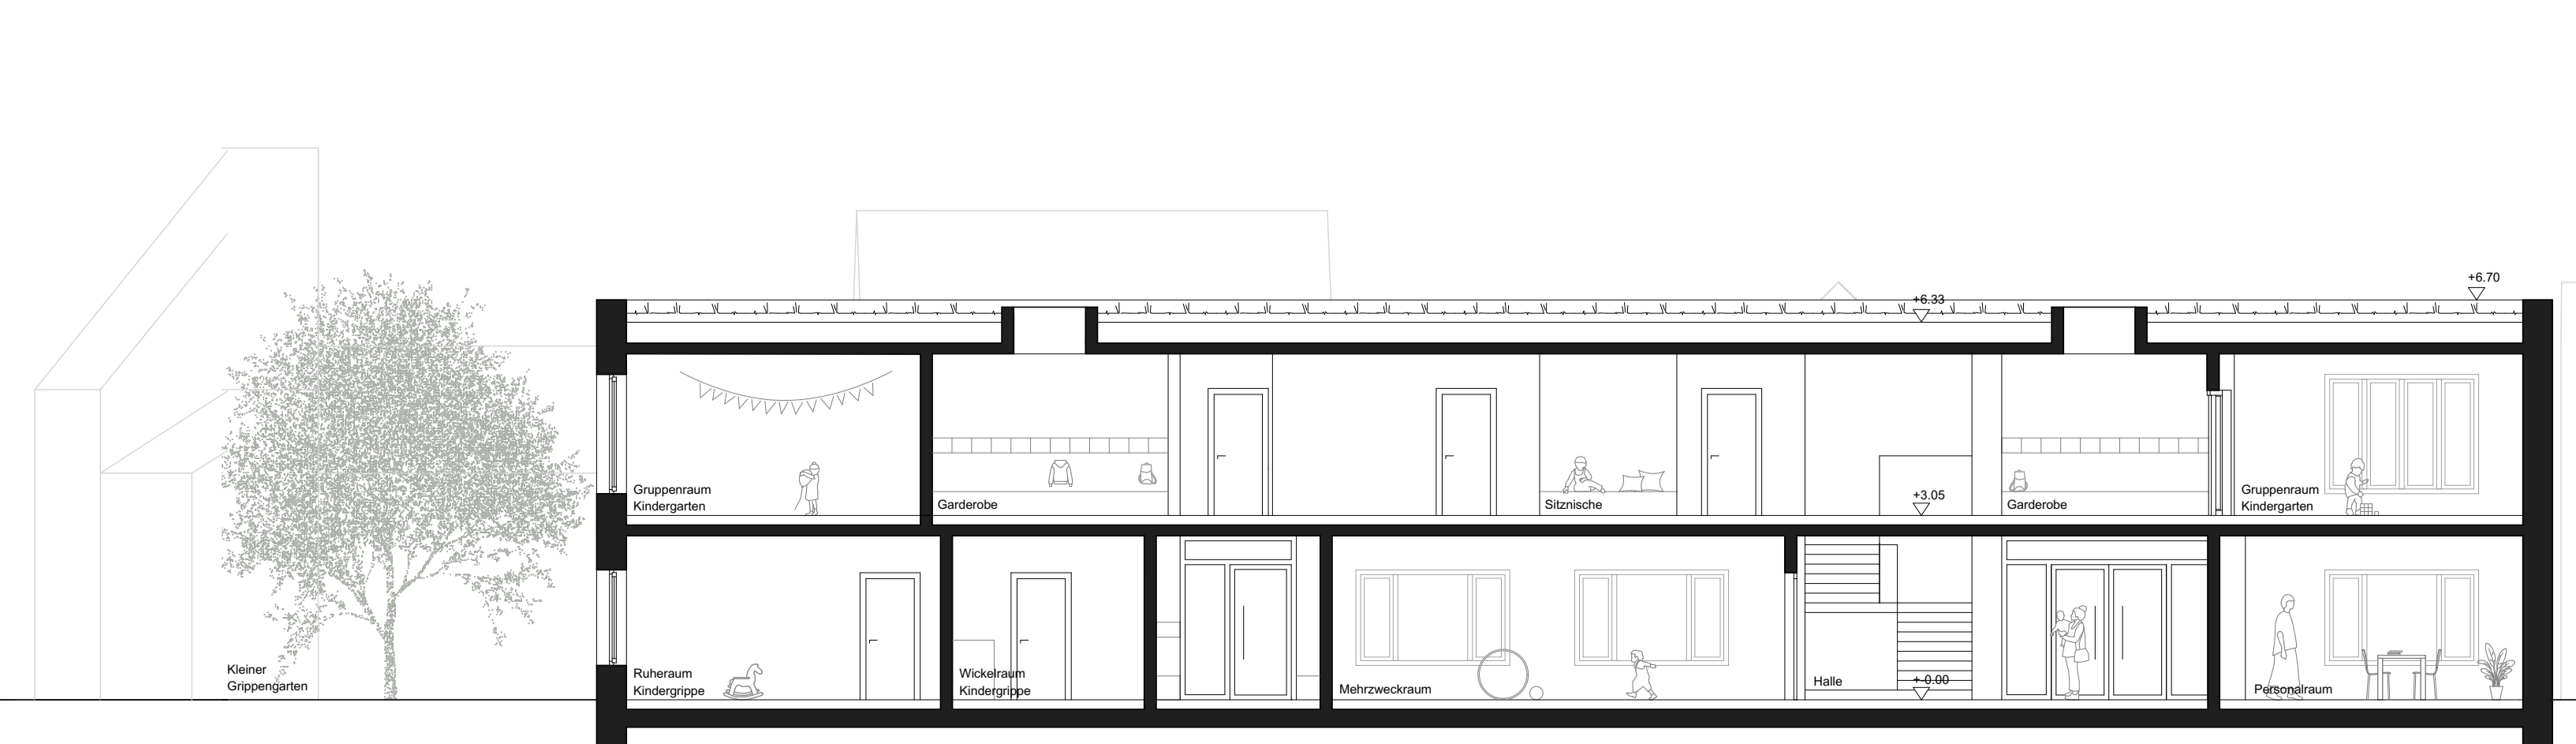 +6.70
+6.33
Gruppenraum
Kindergarten
Garderobe
Sitznische
+3.05
Garderobe
Gruppenraum
Kindergarten
Kleiner
Grippengarten
Ruheraum
Kindergrippe
Wickelraum
Kindergrippe
Mehrzweckraum
Halle
+-0.00
Personalraum